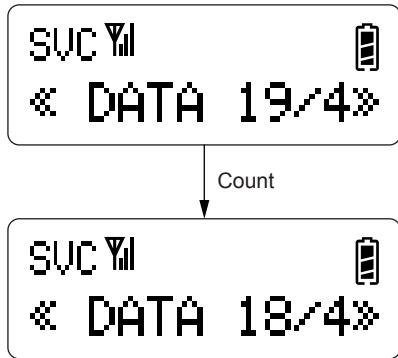 SVC
« DATA 19/4»
Count
SVC
« DATA 18/4»